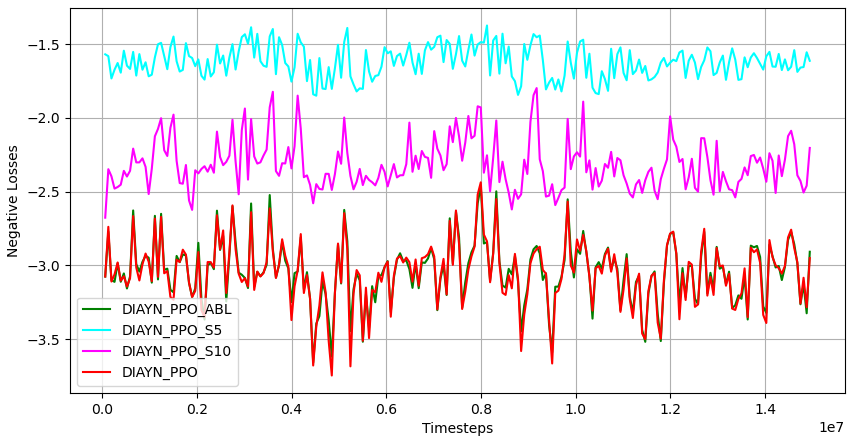 −1.5
−2.0
−2.5
−3.0
−3.5
Negative Losses
DIAYN_PPO_ABL
DIAYN_PPO_S5
DIAYN_PPO_S10
DIAYN_PPO
0.0 0.2 0.4 0.6 0.8 1.0 1.2 1.4
1e7
Timesteps